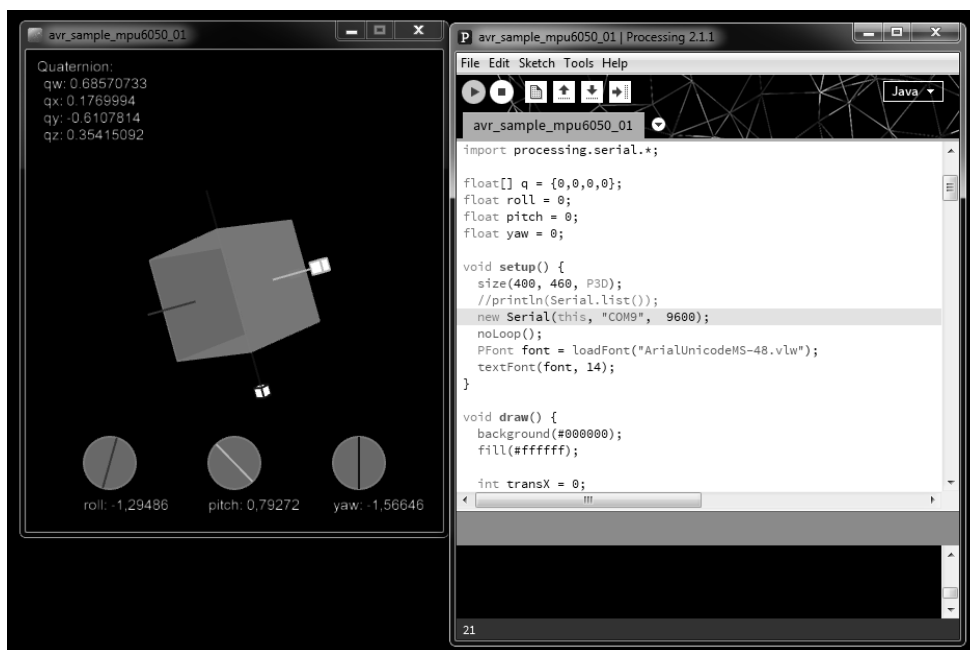 avr_sample_mpu6050_01
Quaternion:
qw: 0.68570733
qx: 0.1769994
qy: -0.6107814
qz: 0.35415092
roll: -1,29486 pitch: 0,79272 yaw: -1,56646
P avr_sample_mpu6050_01 | Processing 2.1.1
File Edit Sketch Tools Help
Java
avr_sample_mpu6050_01
import processing.serial.*;
float[] q = {0,0,0,0};
float roll = 0;
float pitch = 0;
float yaw = 0;
void setup() {
size(400, 460, P3D);
//println(Serial.list());
new Serial(this, "COM9", 9600);
noLoop();
PFont font = loadFont("ArialUnicodeMS-48.vlw");
textFont(font, 14);
}
void draw() {
background(#000000);
fill(#ffffff);
int transX = 0;
21